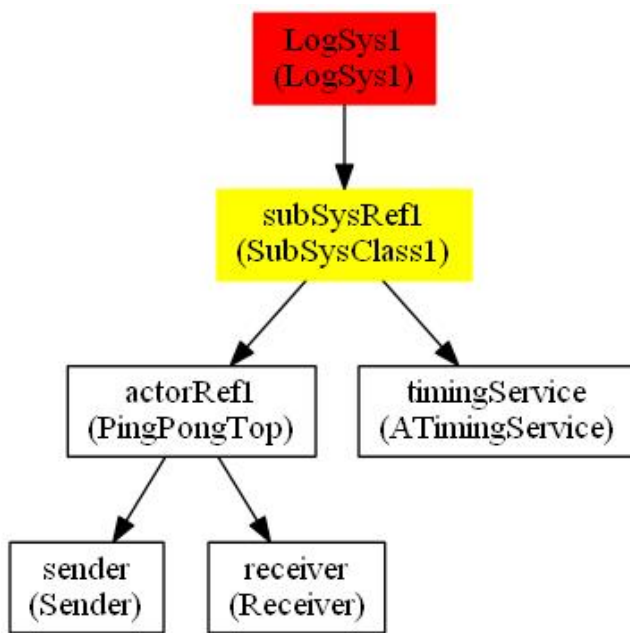 LogSys1
(LogSys1)
subSysRef1
(SubSysClass1)
actorRef1
(PingPongTop)
timingService
(ATimingService)
sender
(Sender)
receiver
(Receiver)